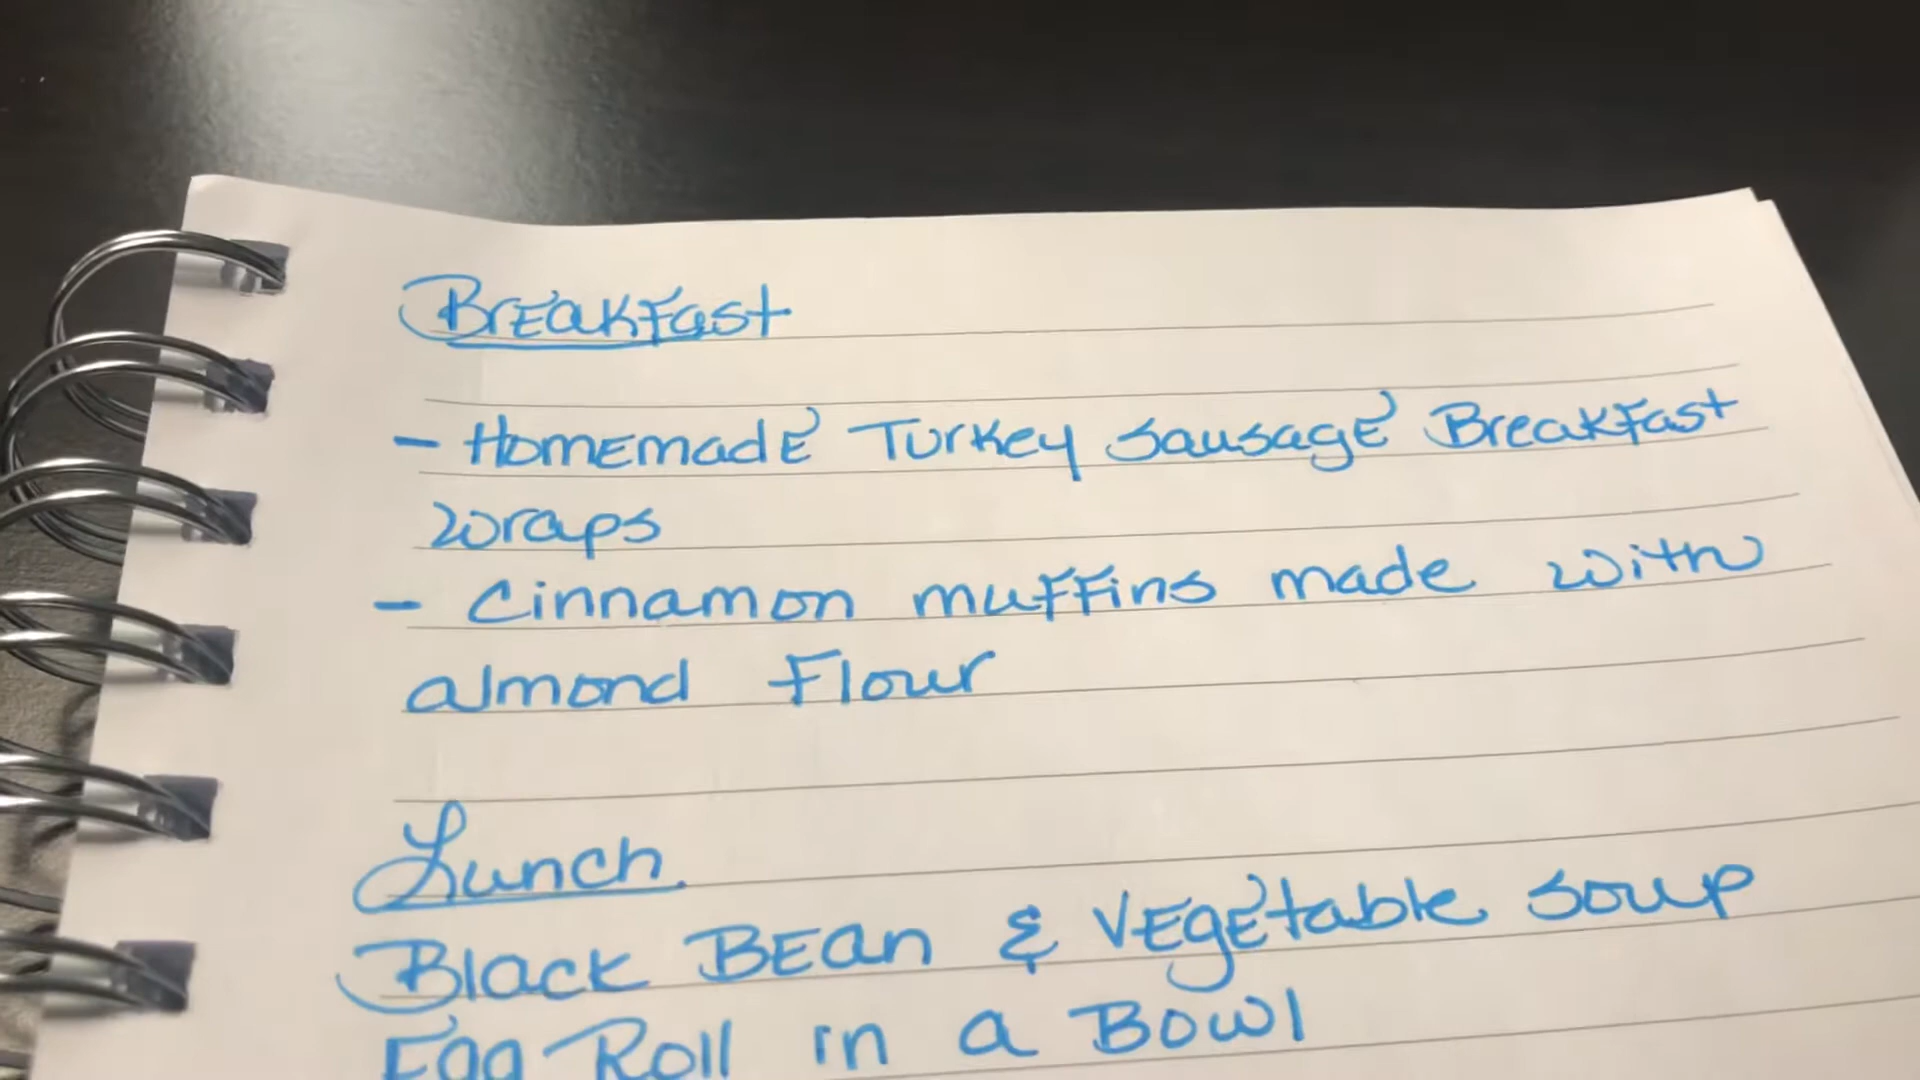 Breakfast
- Homemade Turkey Sausage Breakfast
wraps
- Cinnamon muffins made with
almond Flour
Lunch
Black Bean & Vegetable Soup
Egg Roll in a Bowl